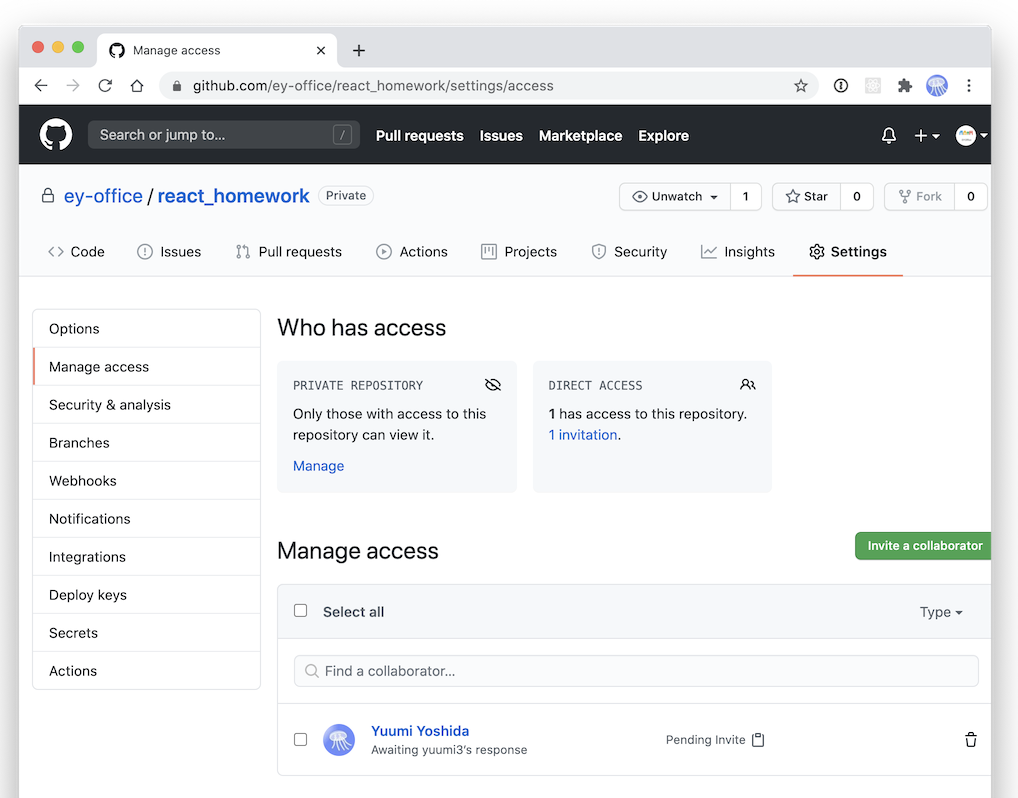 Manage access
github.com/ey-office/react_homework/settings/access
Search or jump to... / Pull requests Issues Marketplace Explore
ey-office / react_homework Private Unwatch 1 Star 0 Fork 0
Code Issues Pull requests Actions Projects Security Insights Settings
Options
Manage access
Security & analysis
Branches
Webhooks
Notifications
Integrations
Deploy keys
Secrets
Actions
Who has access
PRIVATE REPOSITORY
Only those with access to this
repository can view it.
Manage
DIRECT ACCESS
1 has access to this repository.
1 invitation.
Manage access
Invite a collaborator
Select all Type
Find a collaborator...
Yuumi Yoshida
Awaiting yuumi3's response
Pending Invite